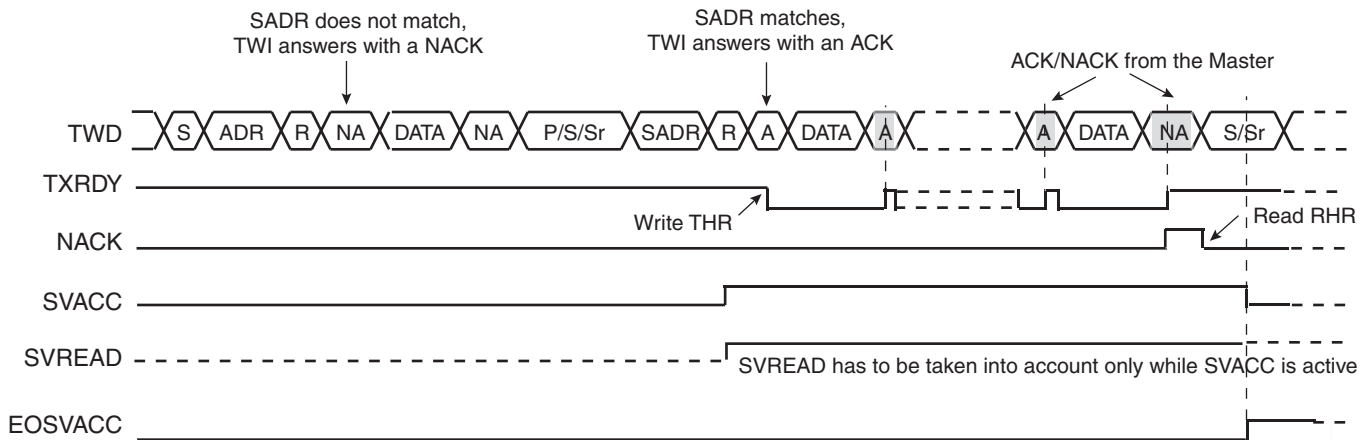 SADR does not match,
TWI answers with a NACK
SADR matches,
TWI answers with an ACK
ACK/NACK from the Master
TWD
S ADR R NA DATA NA P/S/Sr SADR R A DATA A A DATA NA S/Sr
TXRDY
Write THR
Read RHR
NACK
SVACC
SVREAD
SVREAD has to be taken into account only while SVACC is active
EOSVACC